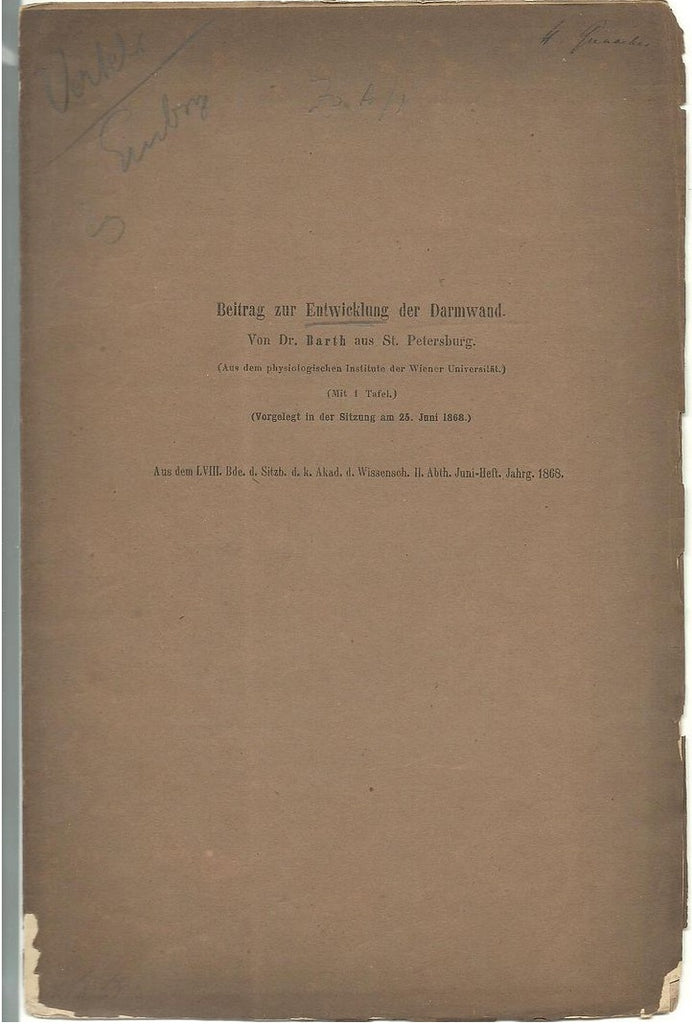 Beitrag zur Entwicklung der Darmwand.
Von Dr. Barth aus St. Petersburg.
(Aus dem physiologischen Institute der Wiener Universität.)
(Mit 1 Tafel.)
(Vorgelegt in der Sitzung am 25. Juni 1868.)
Aus dem LVIII. Bde. d. Sitzb. d. k. Akad. d. Wissensch. II. Abth. Juni-Heft. Jahrg. 1868.